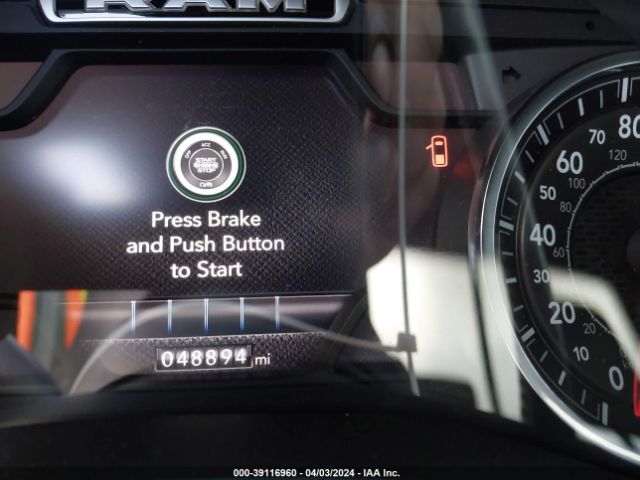 RAM
OFF ACC RUN
START
ENGINE
STOP
Press Brake
and Push Button
to Start
048894 mi
80
70
120
60
100
50
80
40
60
30
20
20
10
0
000-39116960 - 04/03/2024 - IAA Inc.